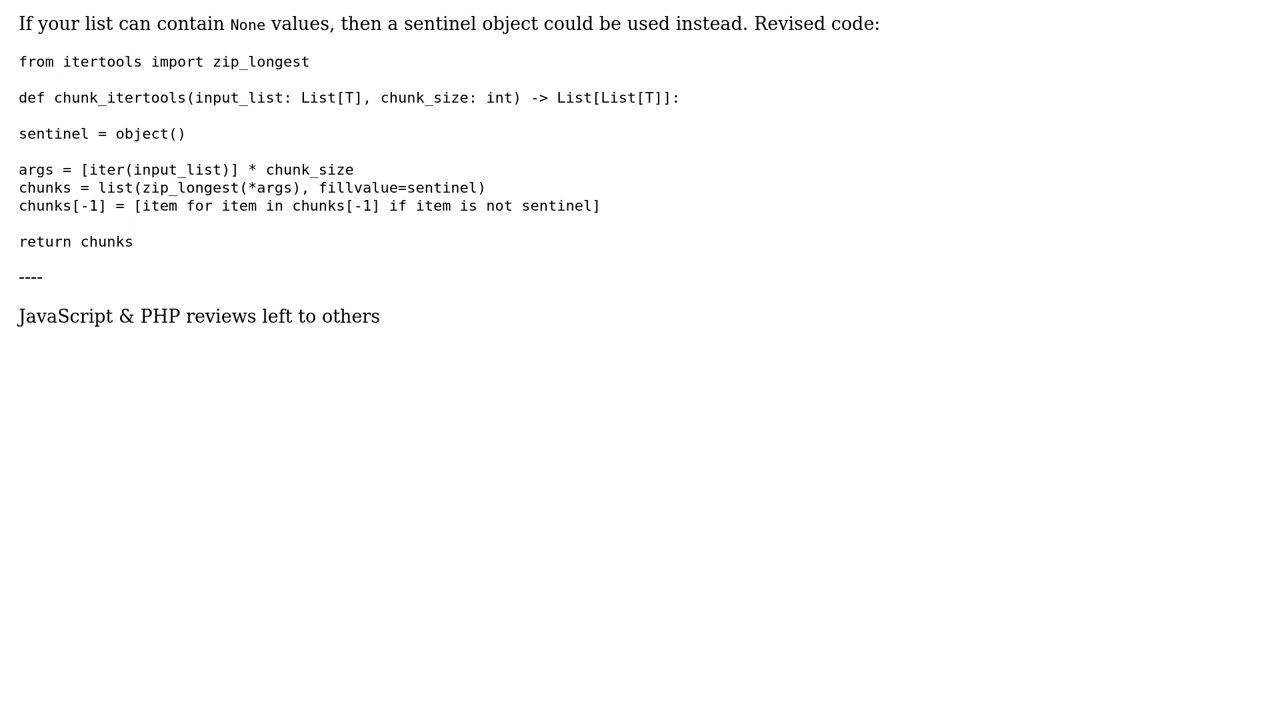 If your list can contain None values, then a sentinel object could be used instead. Revised code:
from itertools import zip_longest
def chunk_itertools(input_list: List[T], chunk_size: int) -> List[List[T]]:
sentinel = object()
args = [iter(input_list)] * chunk_size
chunks = list(zip_longest(*args), fillvalue=sentinel)
chunks[-1] = [item for item in chunks[-1] if item is not sentinel]
return chunks
----
JavaScript & PHP reviews left to others